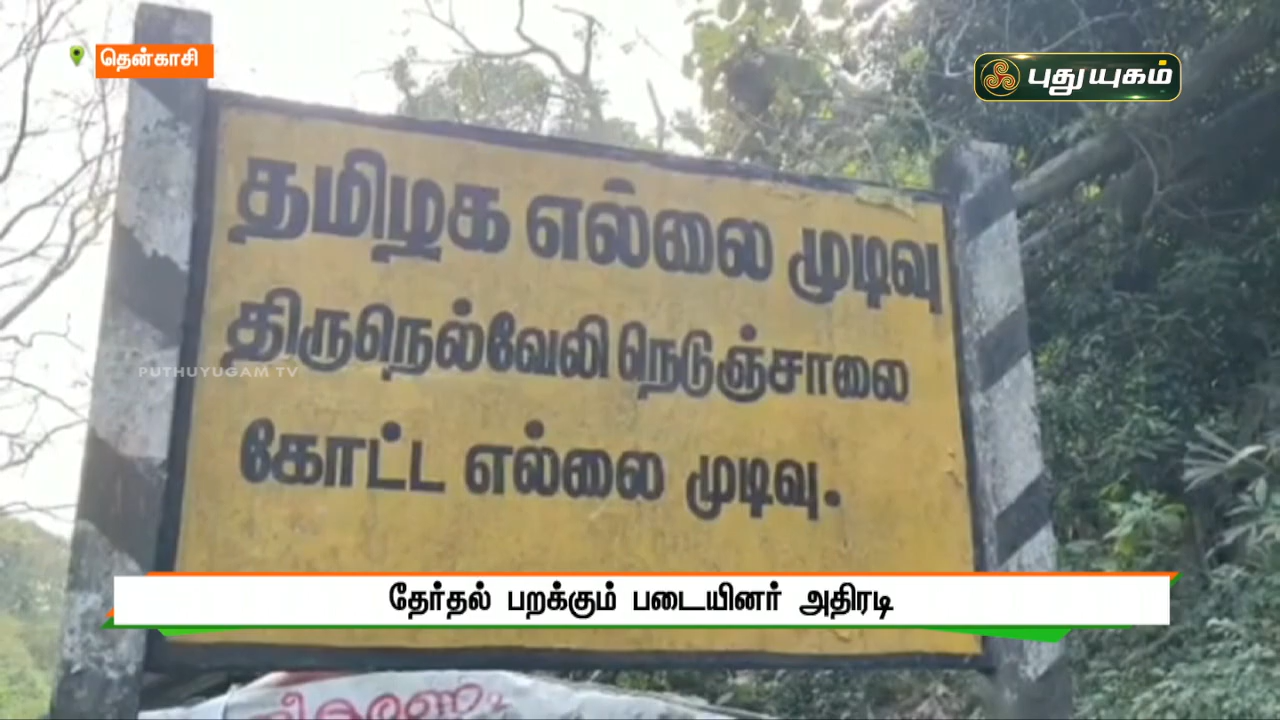 தென்காசி
புதுயுகம்
தமிழக எல்லை முடிவு
திருநெல்வேலி நெடுஞ்சாலை
PUTHUYUGAM TV
கோட்ட எல்லை முடிவு.
தேர்தல் பறக்கும் படையினர் அதிரடி